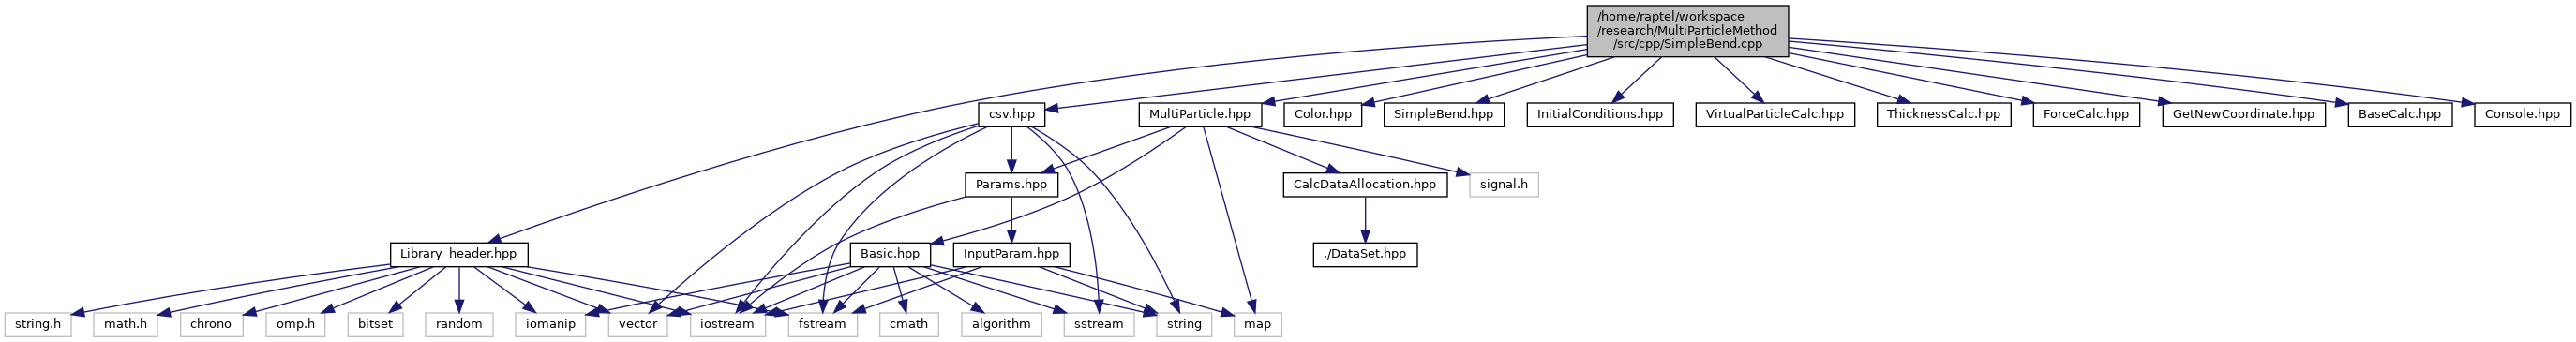 /home/raptel/workspace
/research/MultiParticleMethod
/src/cpp/SimpleBend.cpp
csv.hpp
MultiParticle.hpp
Color.hpp
SimpleBend.hpp
InitialConditions.hpp
VirtualParticleCalc.hpp
ThicknessCalc.hpp
ForceCalc.hpp
GetNewCoordinate.hpp
BaseCalc.hpp
Console.hpp
Params.hpp
CalcDataAllocation.hpp
signal.h
Library_header.hpp
Basic.hpp
InputParam.hpp
./DataSet.hpp
string.h
math.h
chrono
omp.h
bitset
random
iomanip
vector
iostream
fstream
cmath
algorithm
sstream
string
map